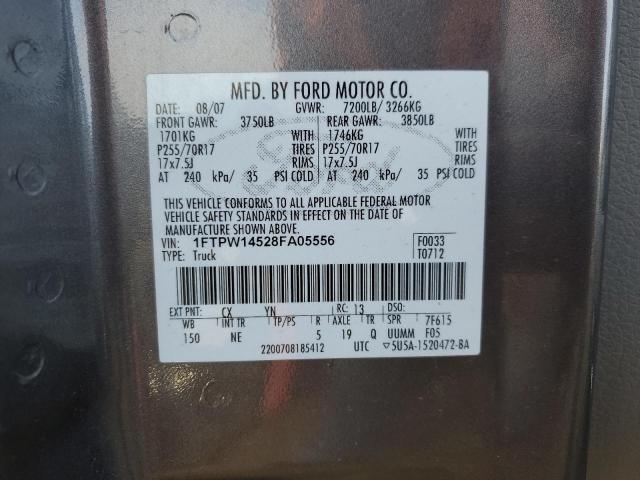 MFD. BY FORD MOTOR CO.
DATE: 08/07 GVWR: 7200LB/ 3266KG
FRONT GAWR: 3750LB REAR GAWR: 3850LB
1701KG WITH 1746KG WITH
P255/70R17 TIRES P255/70R17 TIRES
17x7.5J RIMS 17x7.5J RIMS
AT 240 kPa/ 35 PSI COLD AT 240 kPa/ 35 PSI COLD
THIS VEHICLE CONFORMS TO ALL APPLICABLE FEDERAL MOTOR
VEHICLE SAFETY STANDARDS IN EFFECT ON THE DATE OF
MANUFACTURE SHOWN ABOVE.
VIN: 1FTPW14528FA05556 F0033
TYPE: Truck T0712
EXT PNT: CX YN RC: 13 DSO:
WB INT TR TP/PS R AXLE TR SPR 7F615
150 NE 5 19 Q UUMM F05
2200708185412 UTC ▽5U5A-1520472-BA
Ford